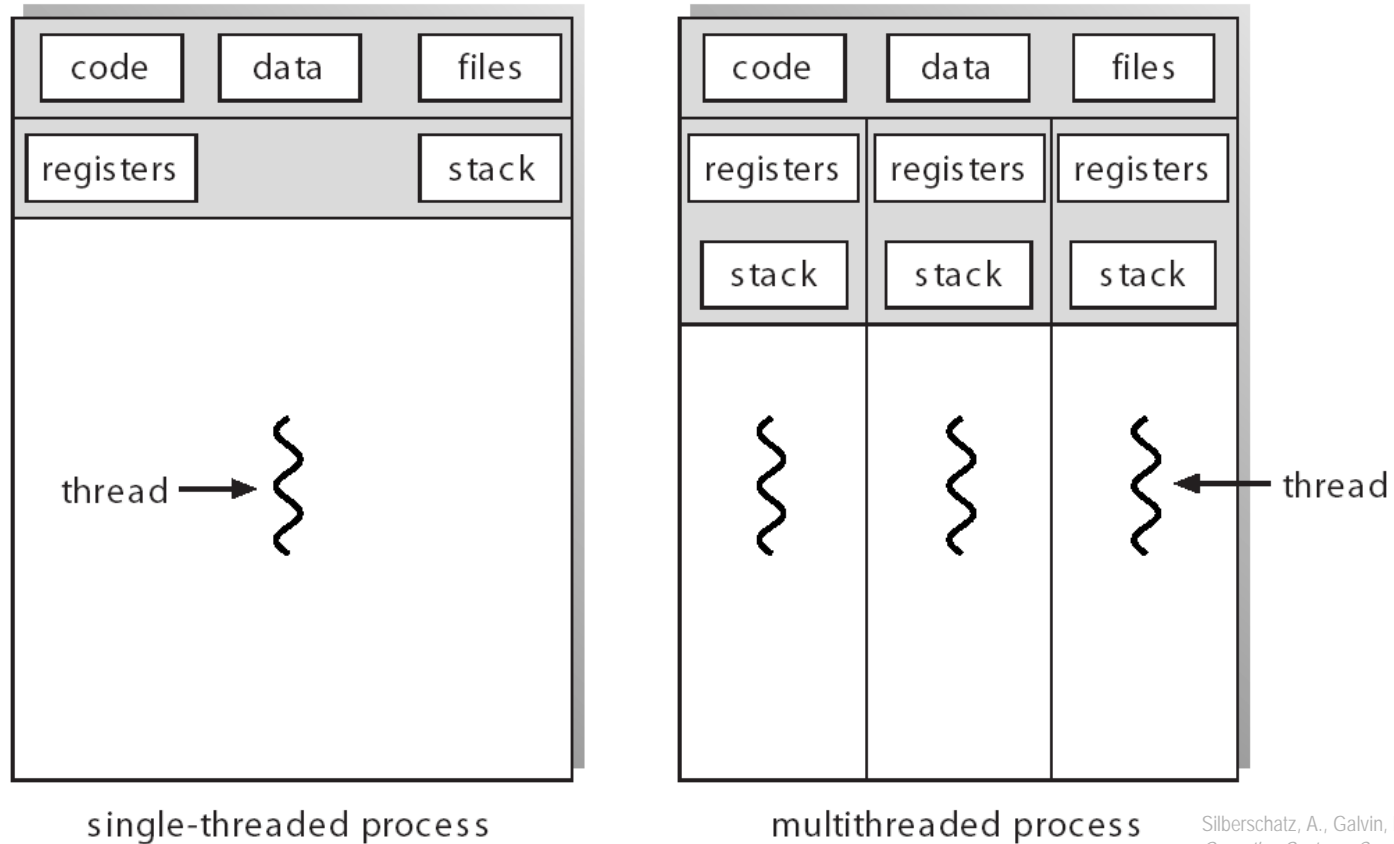 code data files
registers stack
thread
single-threaded process
code data files
registers registers registers
stack stack stack
thread
multithreaded process
Silberschatz, A., Galvin,